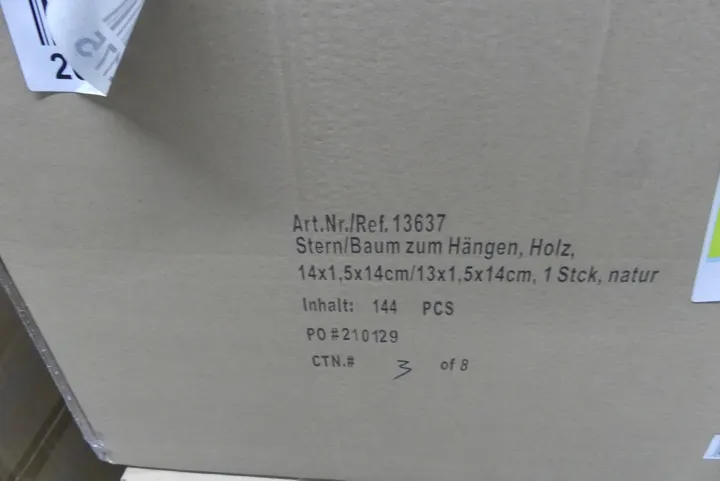 Art.Nr./Ref.13637
Stern/Baum zum Hängen, Holz,
14x1,5x14cm/13x1,5x14cm, 1 Stck, natur
Inhalt: 144 PCS
PO#210129
CTN.# 3 of 8